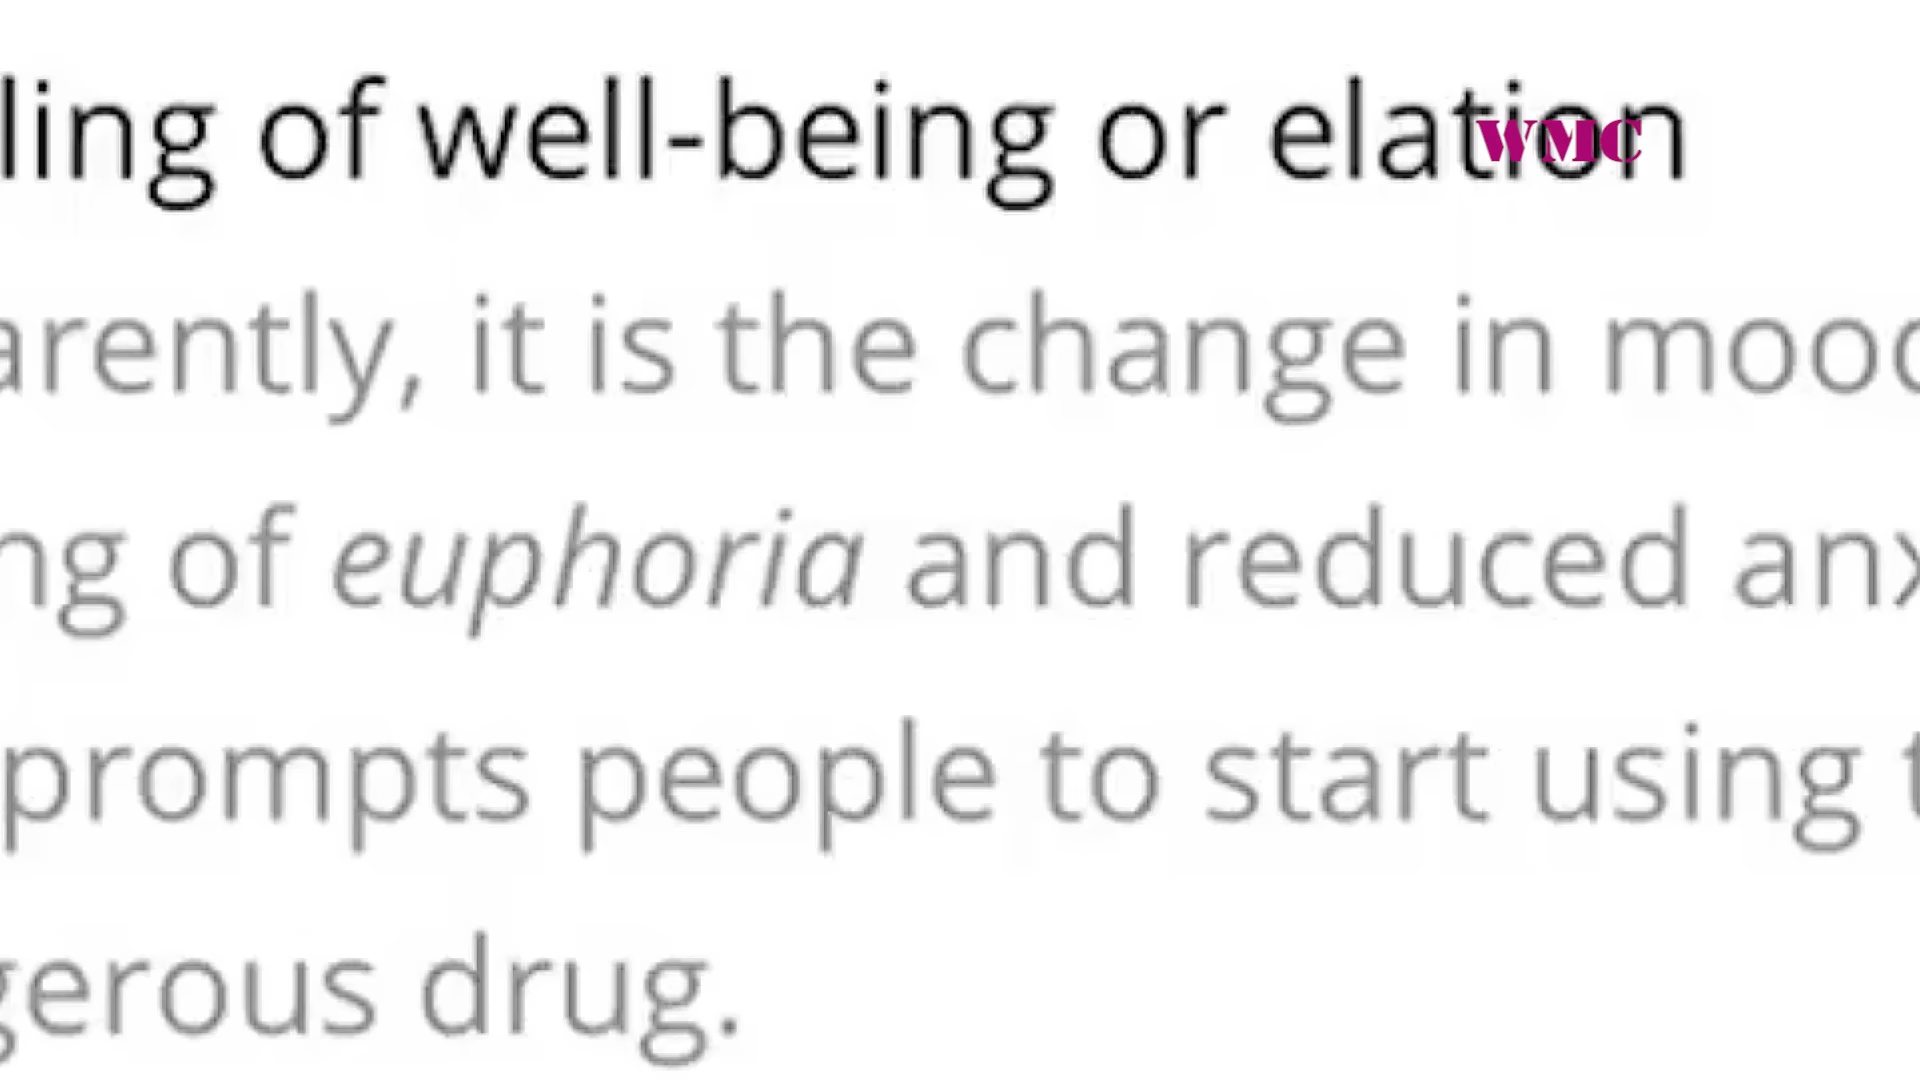 ling of well-being or elation
WMC
arently, it is the change in mood
ng of euphoria and reduced anx
prompts people to start using t
gerous drug.